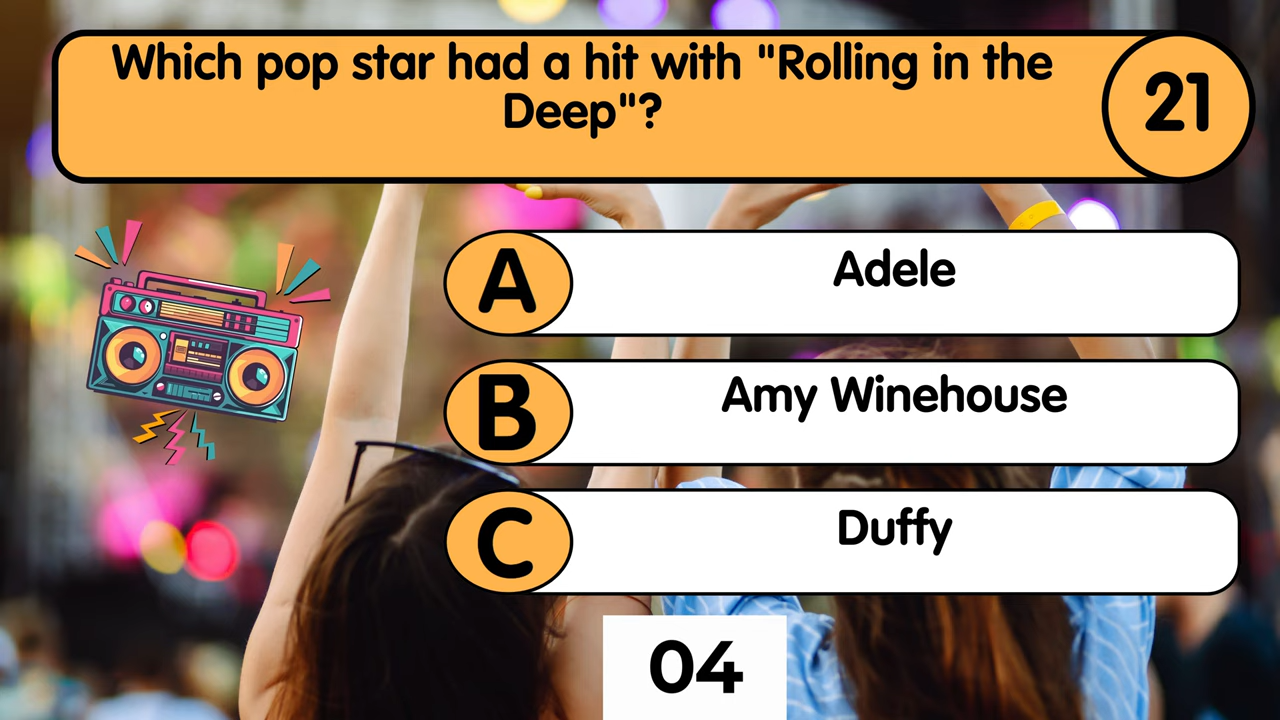 Which pop star had a hit with "Rolling in the
Deep"?
21
A
Adele
B
Amy Winehouse
C
Duffy
04